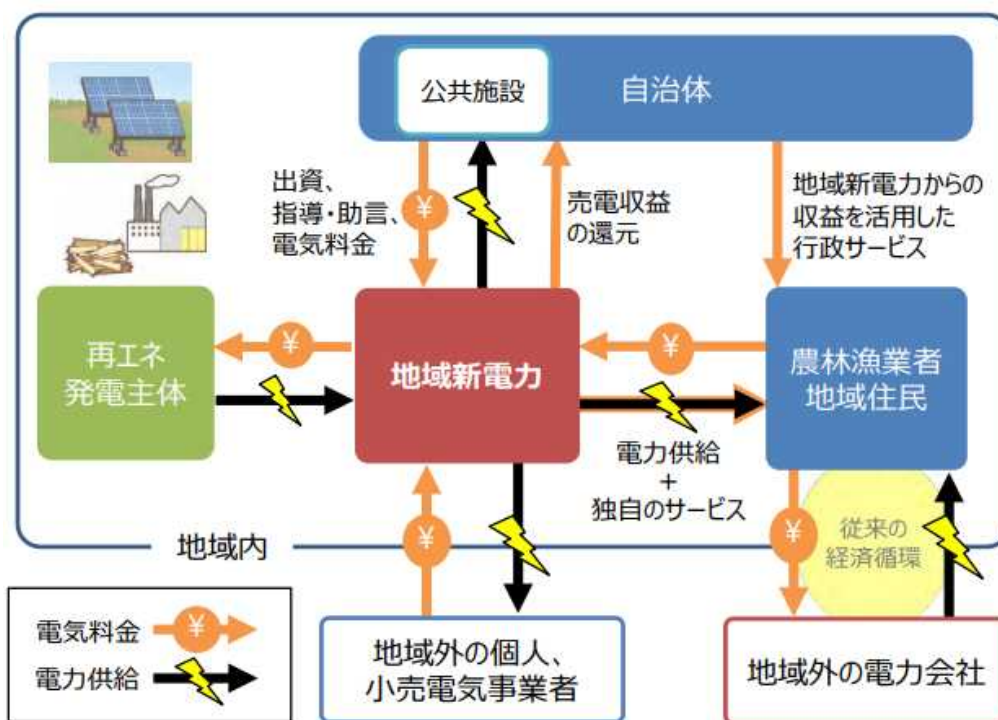 公共施設
自治体
出資、
指導・助言、
電気料金
¥
売電収益
の還元
地域新電力からの
収益を活用した
行政サービス
再エネ
発電主体
¥
地域新電力
¥
農林漁業者
地域住民
電力供給
+
独自のサービス
¥
¥
従来の
経済循環
地域内
電気料金
¥
電力供給
地域外の個人、
小売電気事業者
地域外の電力会社